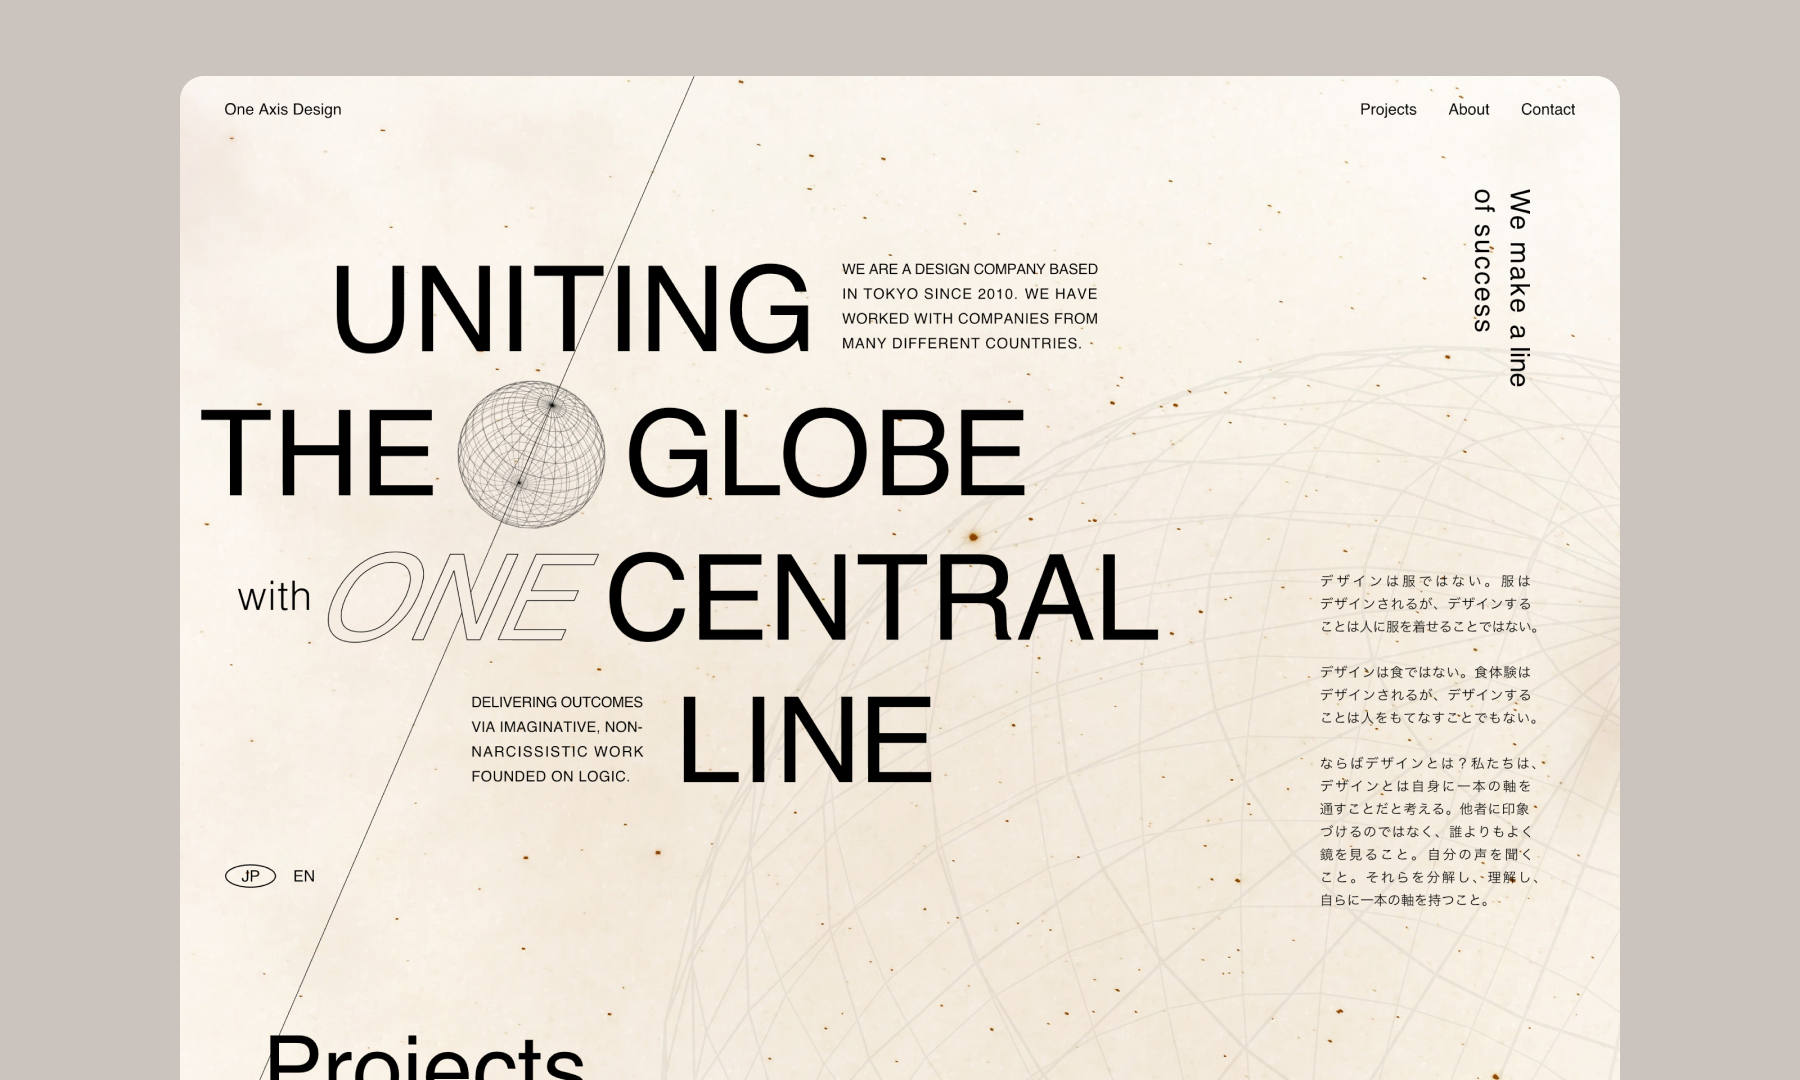 One Axis Design
Projects
About
Contact
We make a line
of success
UNITING
WE ARE A DESIGN COMPANY BASED
IN TOKYO SINCE 2010. WE HAVE
WORKED WITH COMPANIES FROM
MANY DIFFERENT COUNTRIES.
THE GLOBE
with ONE CENTRAL
DELIVERING OUTCOMES
VIA IMAGINATIVE, NON-
NARCISSISTIC WORK
FOUNDED ON LOGIC.
LINE
デザインは服ではない。服は
デザインされるが、デザインする
ことは人に服を着せることではない。
デザインは食ではない。食体験は
デザインされるが、デザインする
ことは人をもてなすことでもない。
ならばデザインとは？私たちは、
デザインとは自身に一本の軸を
通すことだと考える。他者に印象
づけるのではなく、誰よりもよく
鏡を見ること。自分の声を聞く
こと。それらを分解し、理解し、
自らに一本の軸を持つこと。
JP
EN
Projects